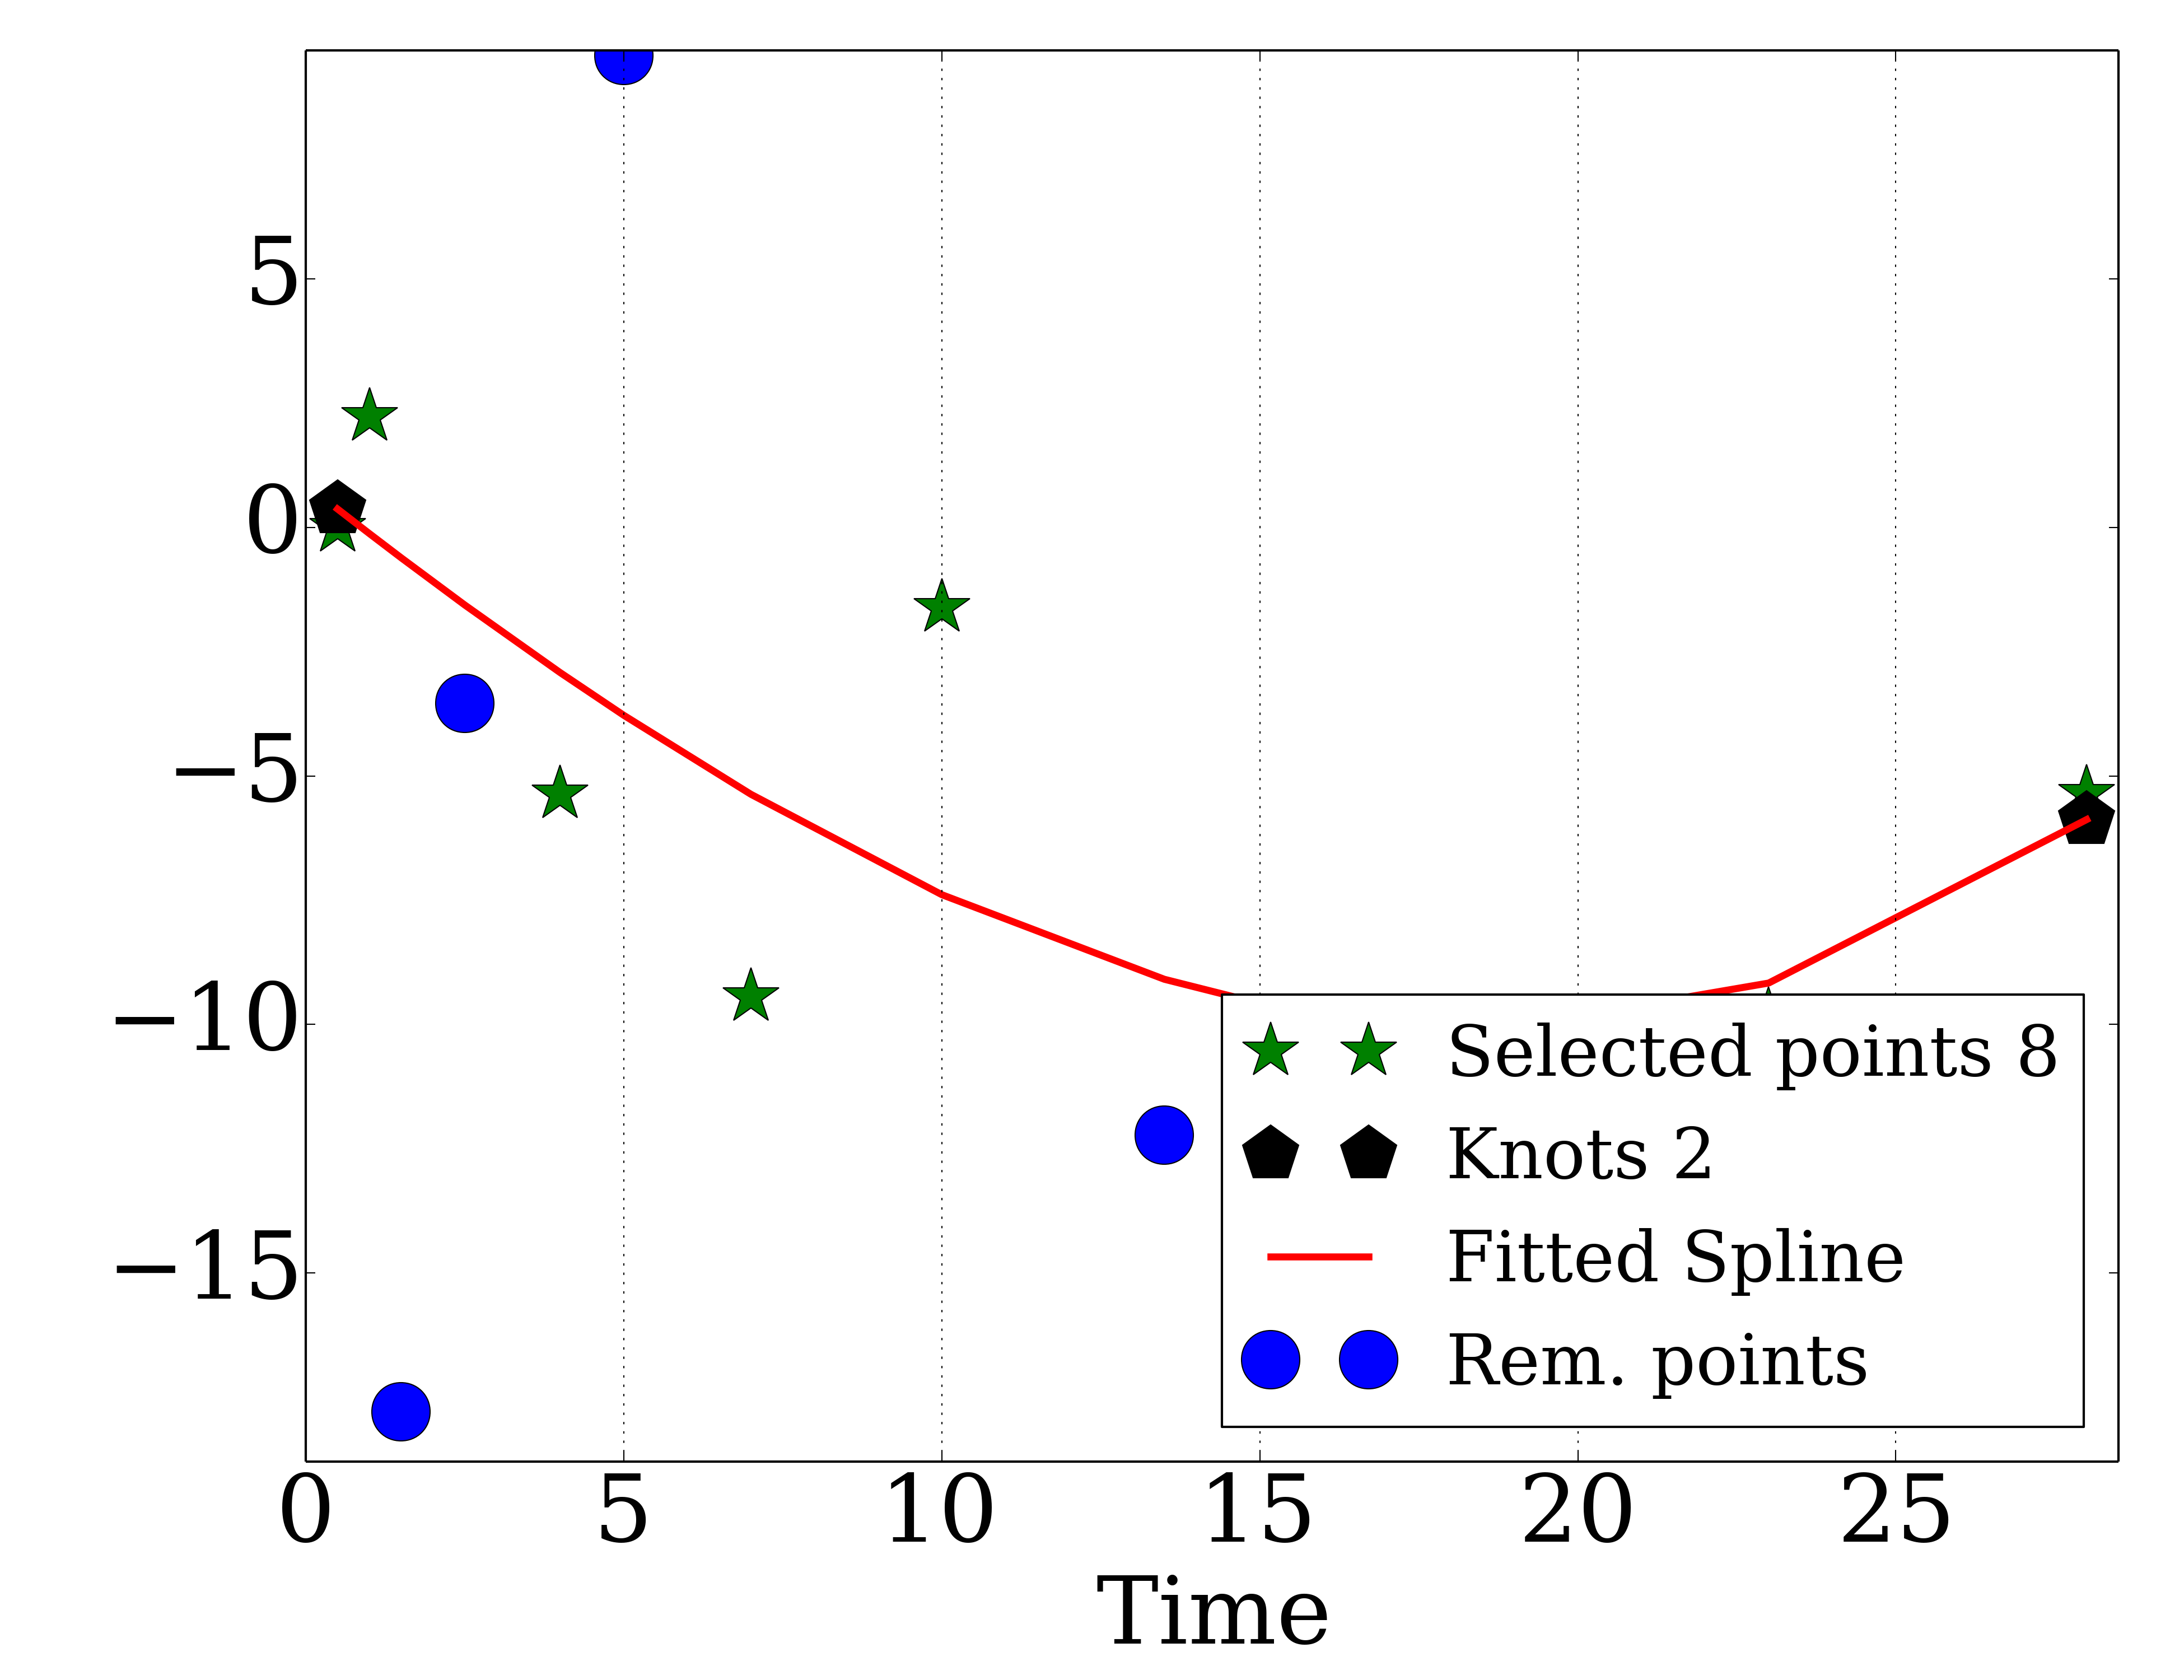 5
0
−5
−10
−15
0 5 10 15 20 25
Time
Selected points 8
Knots 2
Fitted Spline
Rem. points